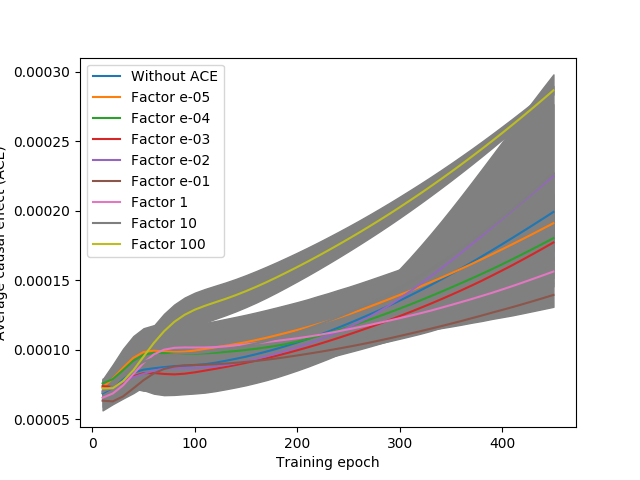 0.00030
0.00025
0.00020
0.00015
0.00010
0.00005
0
100
200
300
400
Training epoch
Average causal effect (ACE)
Without ACE
Factor e-05
Factor e-04
Factor e-03
Factor e-02
Factor e-01
Factor 1
Factor 10
Factor 100